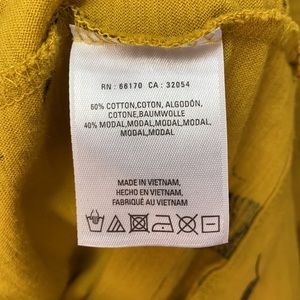 RN : 66170 CA : 32054
60% COTTON,COTON, ALGODÓN,
COTONE,BAUMWOLLE
40% MODAL,MODAL,MODAL,MODAL,
MODAL,MODAL
MADE IN VIETNAM,
HECHO EN VIETNAM,
FABRIQUÉ AU VIETNAM